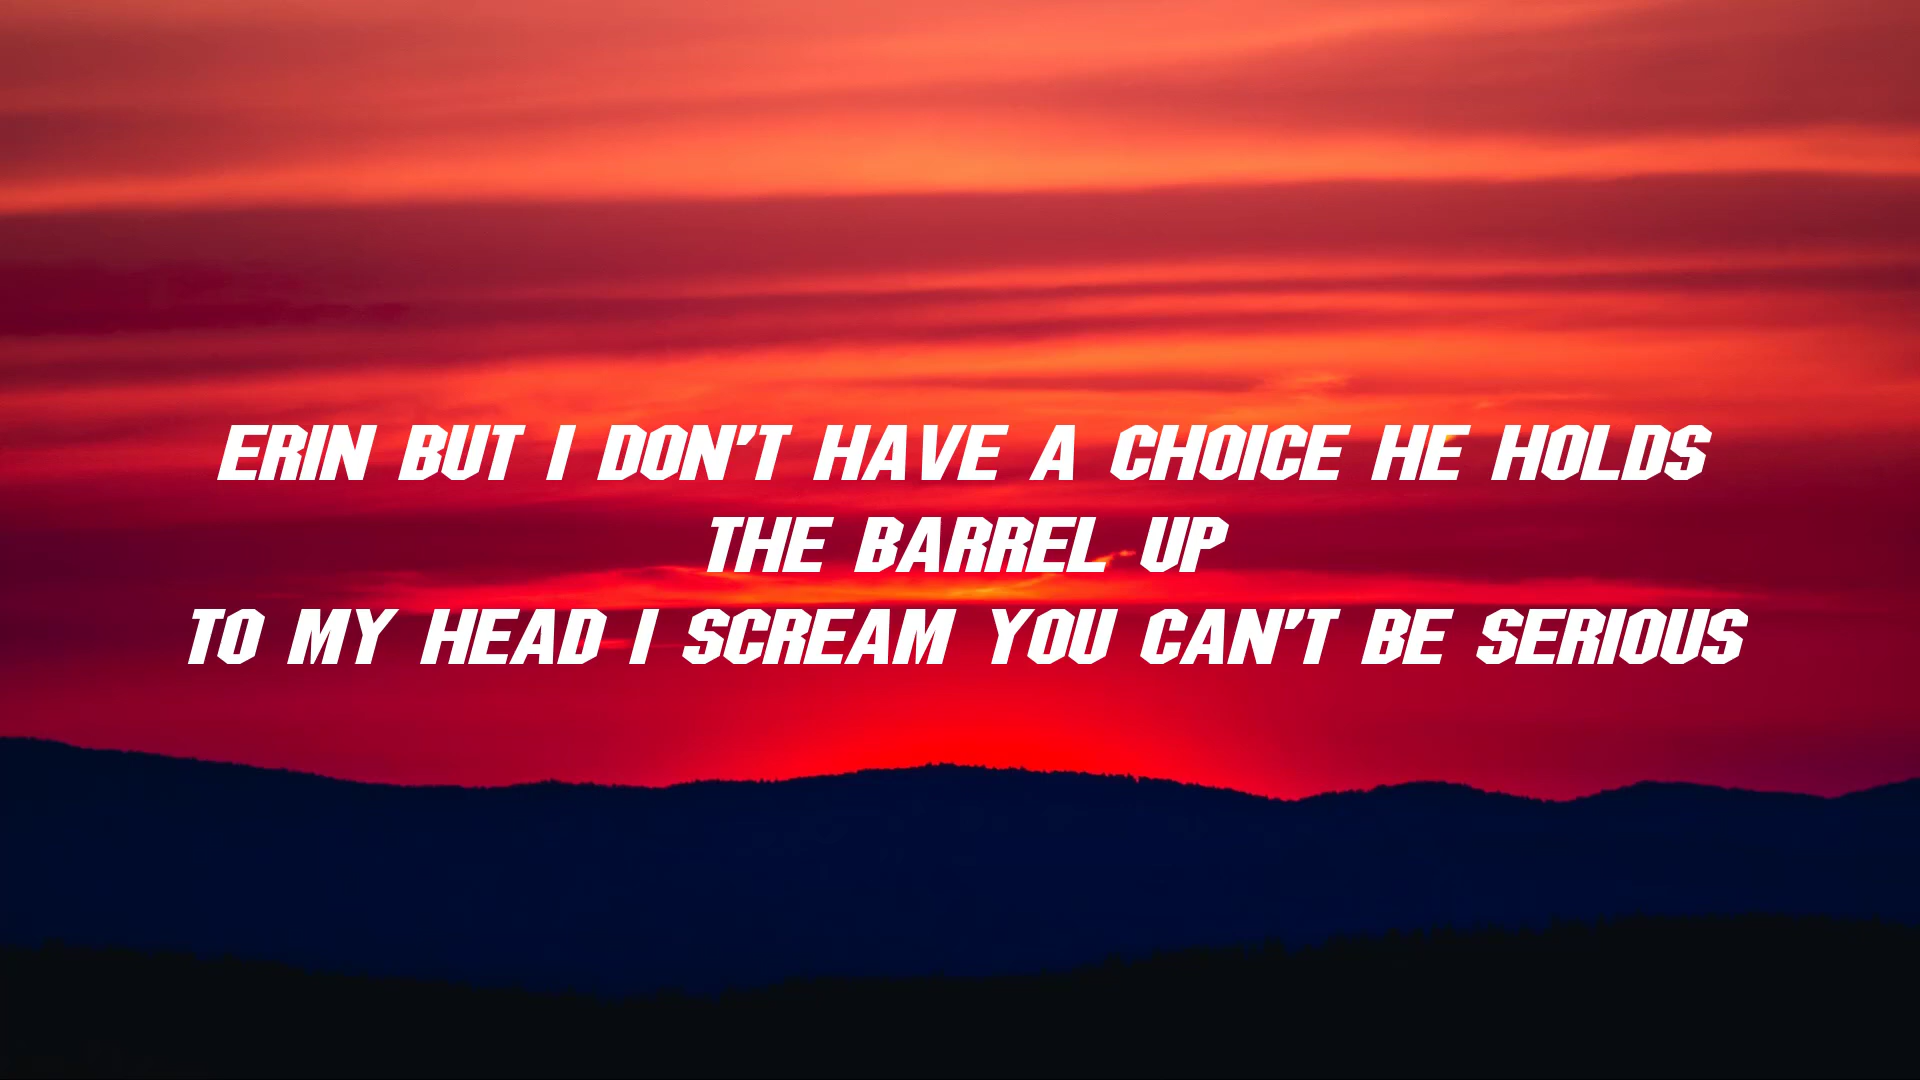 ERIN BUT I DON'T HAVE A CHOICE HE HOLDS
THE BARREL UP
TO MY HEAD I SCREAM YOU CAN'T BE SERIOUS